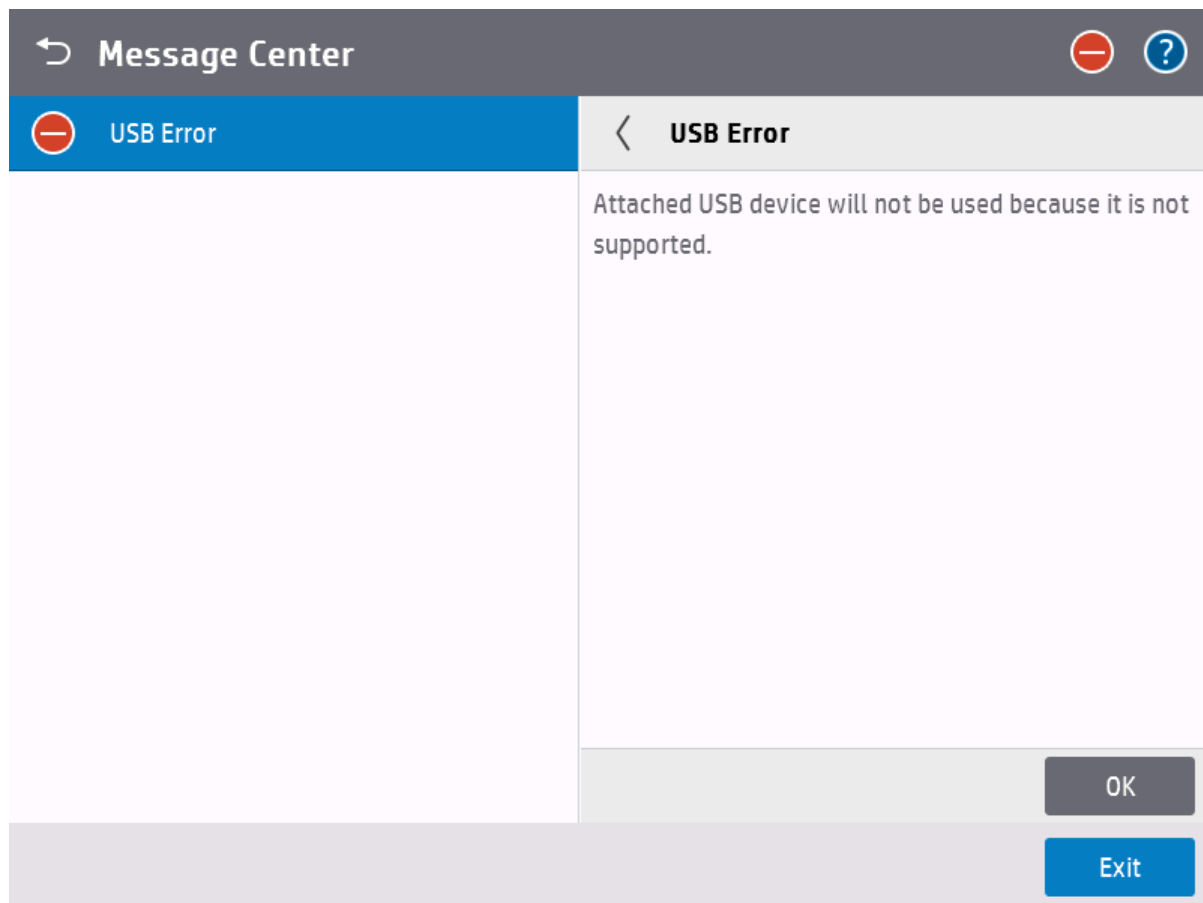 Message Center
USB Error
USB Error
Attached USB device will not be used because it is not
supported.
OK
Exit